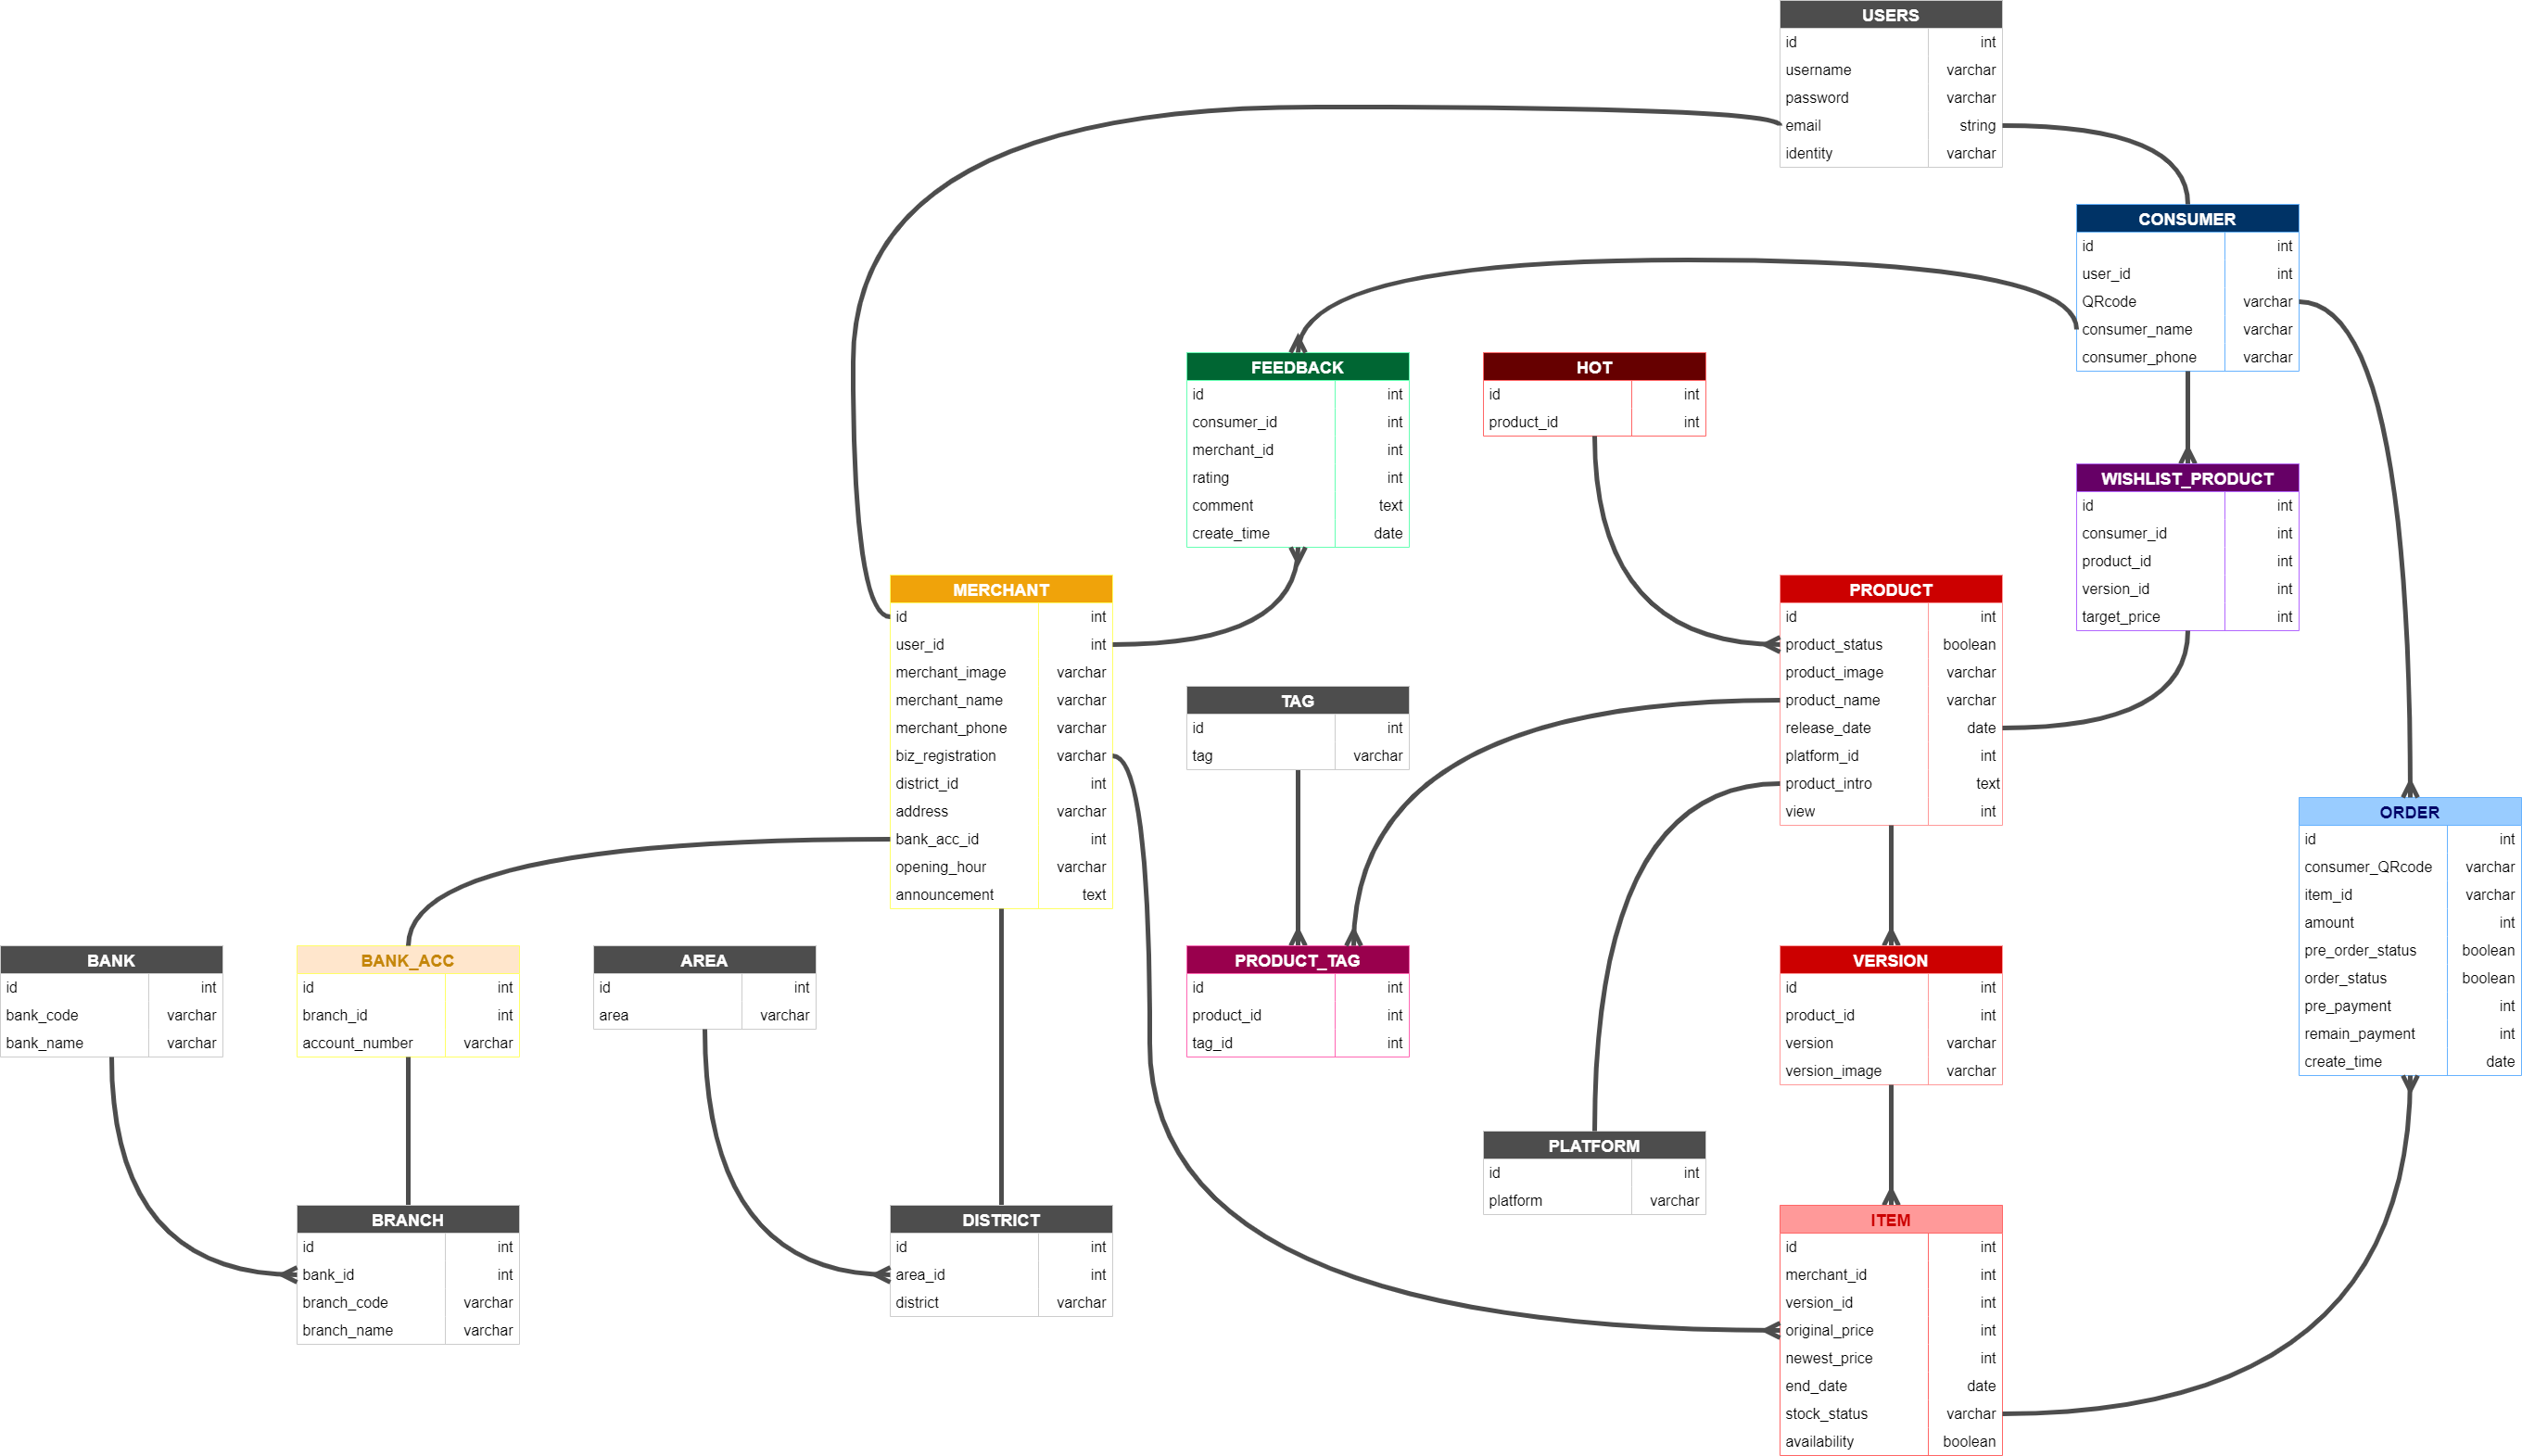 USERS
id int
username varchar
password varchar
email string
identity varchar
CONSUMER
id int
user_id int
QRcode varchar
consumer_name varchar
consumer_phone varchar
FEEDBACK
id int
consumer_id int
merchant_id int
rating int
comment text
create_time date
HOT
id int
product_id int
WISHLIST_PRODUCT
id int
consumer_id int
product_id int
version_id int
target_price int
MERCHANT
id int
user_id int
merchant_image varchar
merchant_name varchar
merchant_phone varchar
biz_registration varchar
district_id int
address varchar
bank_acc_id int
opening_hour varchar
announcement text
PRODUCT
id int
product_status boolean
product_image varchar
product_name varchar
release_date date
platform_id int
product_intro text
view int
TAG
id int
tag varchar
ORDER
id int
consumer_QRcode varchar
item_id varchar
amount int
pre_order_status boolean
order_status boolean
pre_payment int
remain_payment int
create_time date
BANK
id int
bank_code varchar
bank_name varchar
BANK_ACC
id int
branch_id int
account_number varchar
AREA
id int
area varchar
PRODUCT_TAG
id int
product_id int
tag_id int
VERSION
id int
product_id int
version varchar
version_image varchar
PLATFORM
id int
platform varchar
BRANCH
id int
bank_id int
branch_code varchar
branch_name varchar
DISTRICT
id int
area_id int
district varchar
ITEM
id int
merchant_id int
version_id int
original_price int
newest_price int
end_date date
stock_status varchar
availability boolean